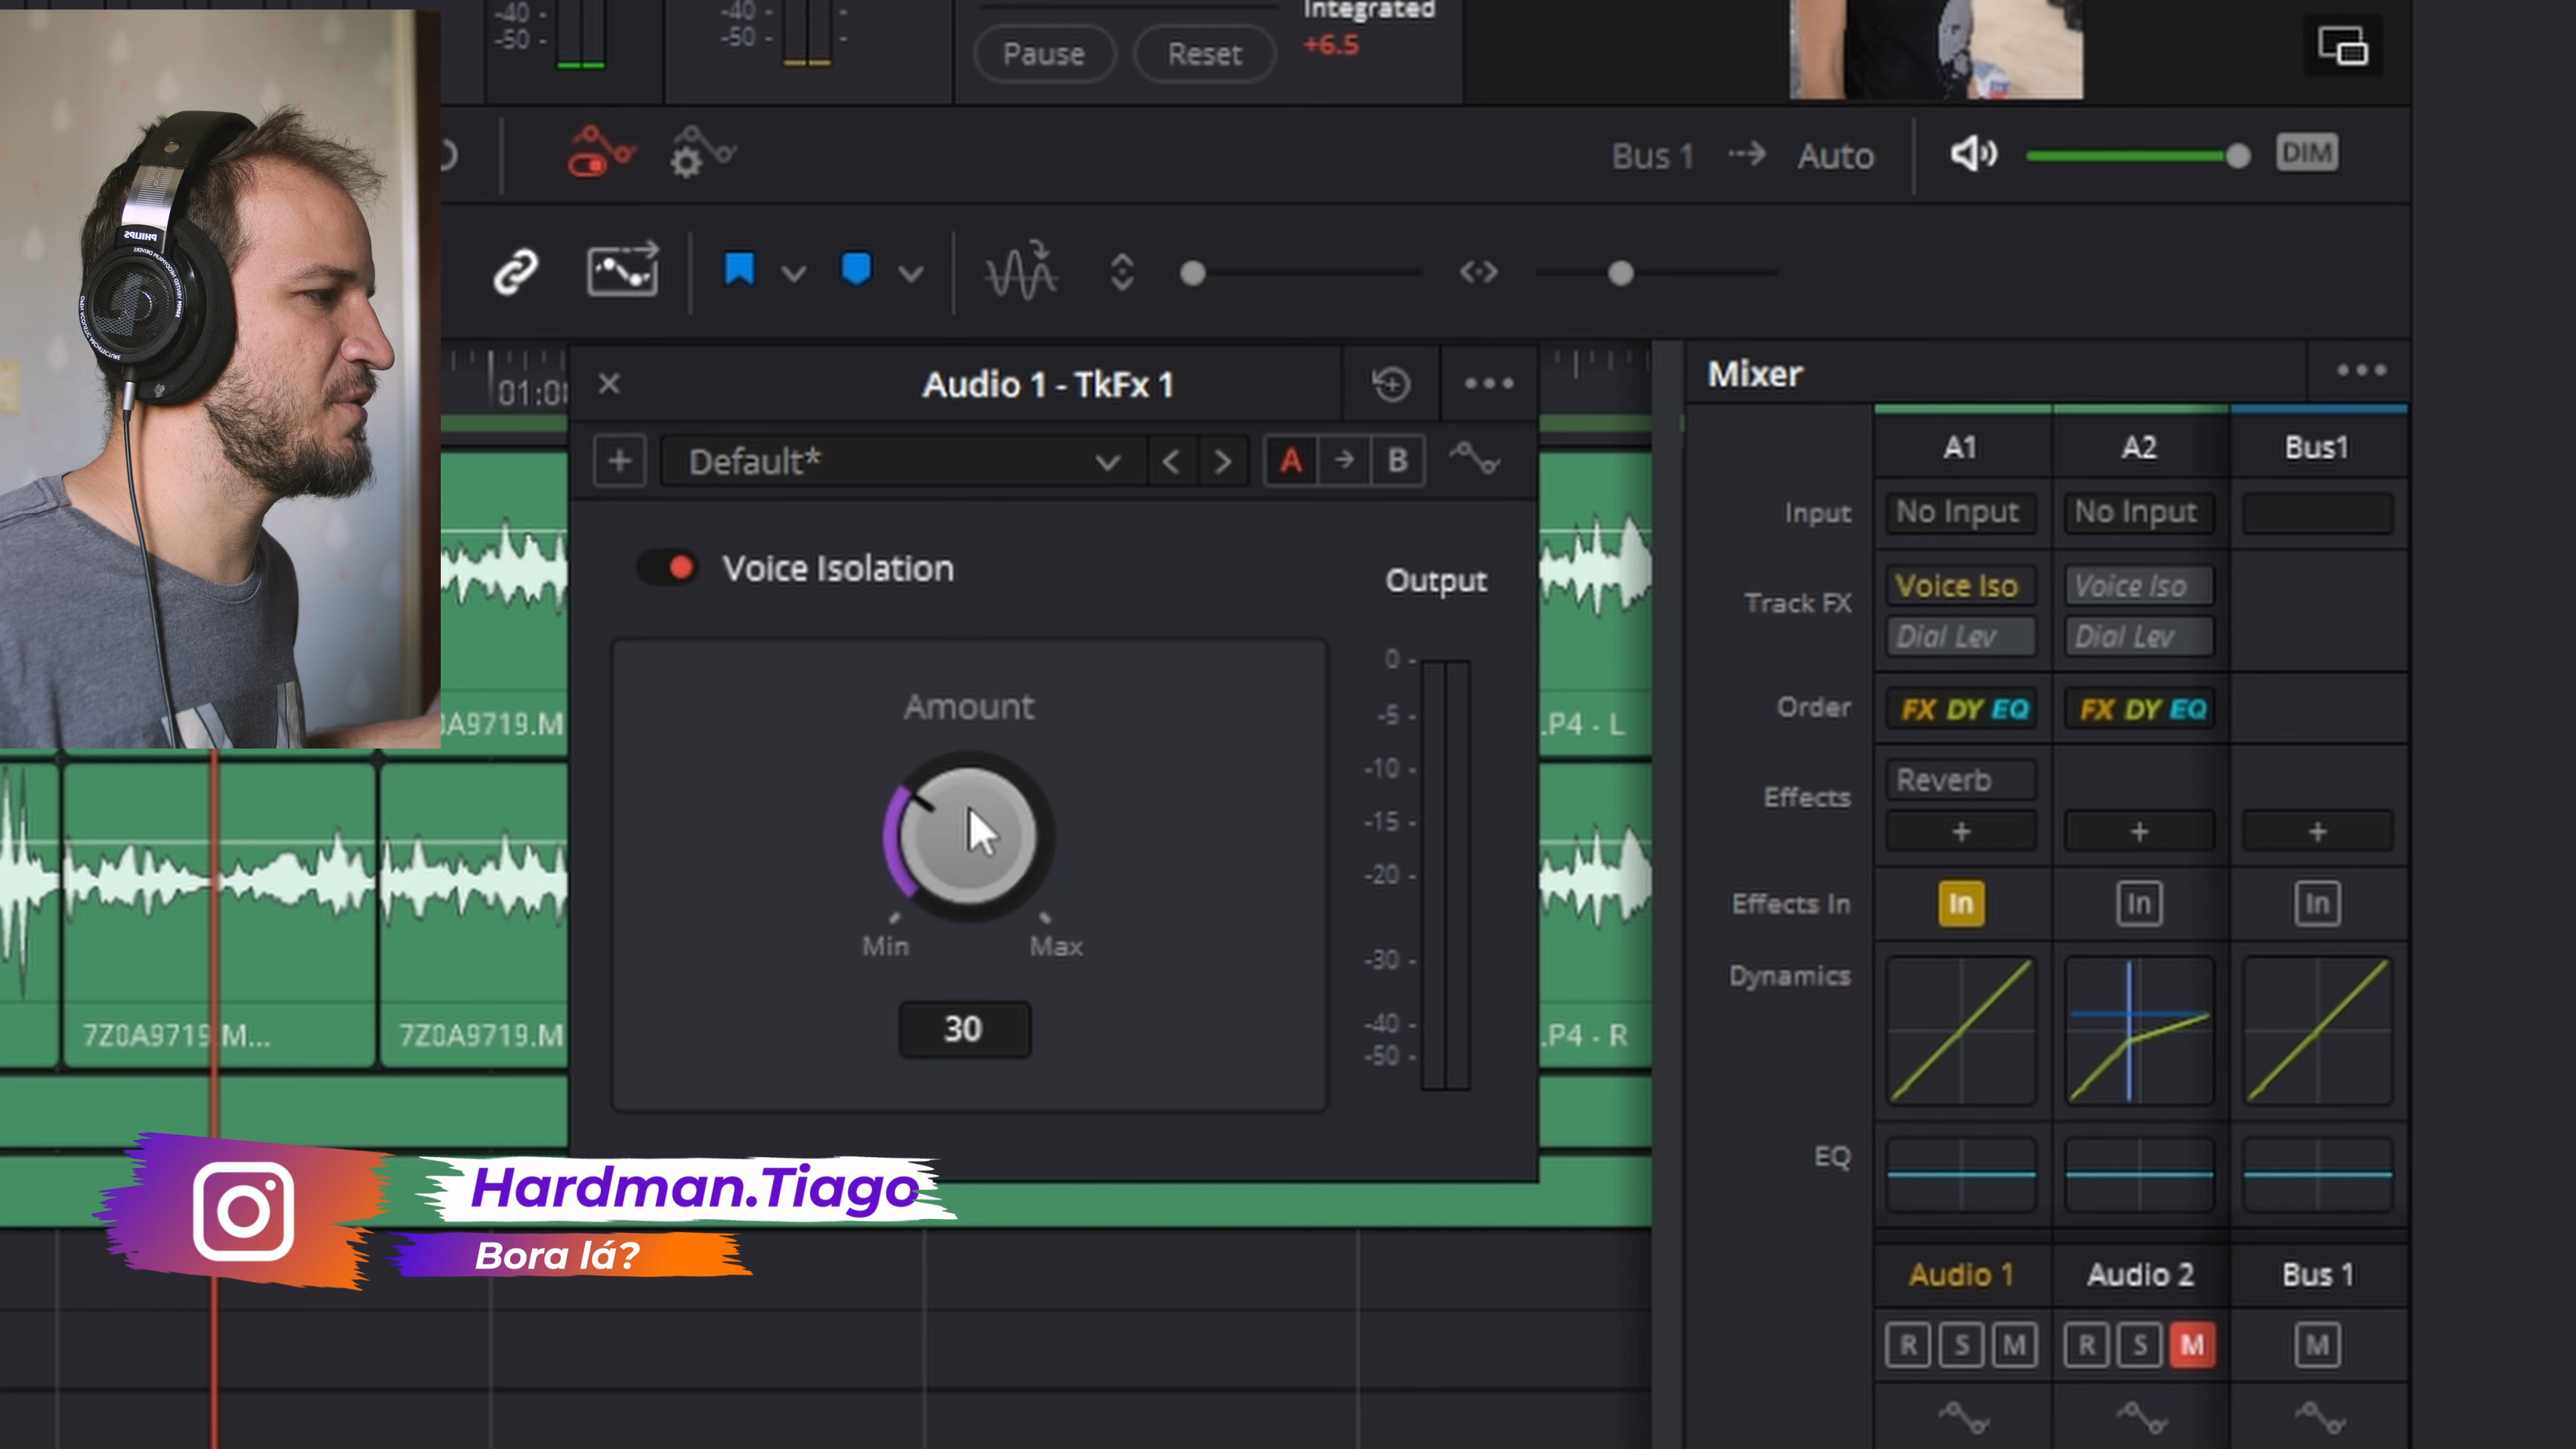 -40 -
-50 -
-40 -
-50 -
Pause
Reset
Integrated
+6.5
Bus 1
Auto
DIM
PHILIPS
Audio 1 - TkFx 1
Mixer
Default*
A
B
A1
A2
Bus1
Input
No Input
No Input
Voice Isolation
Output
Track FX
Voice Iso
Voice Iso
Dial Lev
Dial Lev
Amount
0 -
-5 -
-10 -
-15 -
-20 -
-30 -
-40 -
-50 -
Min
Max
30
Order
FX DY EQ
FX DY EQ
Effects
Reverb
+
+
+
Effects In
In
In
In
Dynamics
EQ
A9719.M
.P4 - L
7Z0A9719.M...
7Z0A9719.M
.P4 - R
Audio 1
Audio 2
Bus 1
R S M
R S M
M
Hardman.Tiago
Bora lá?